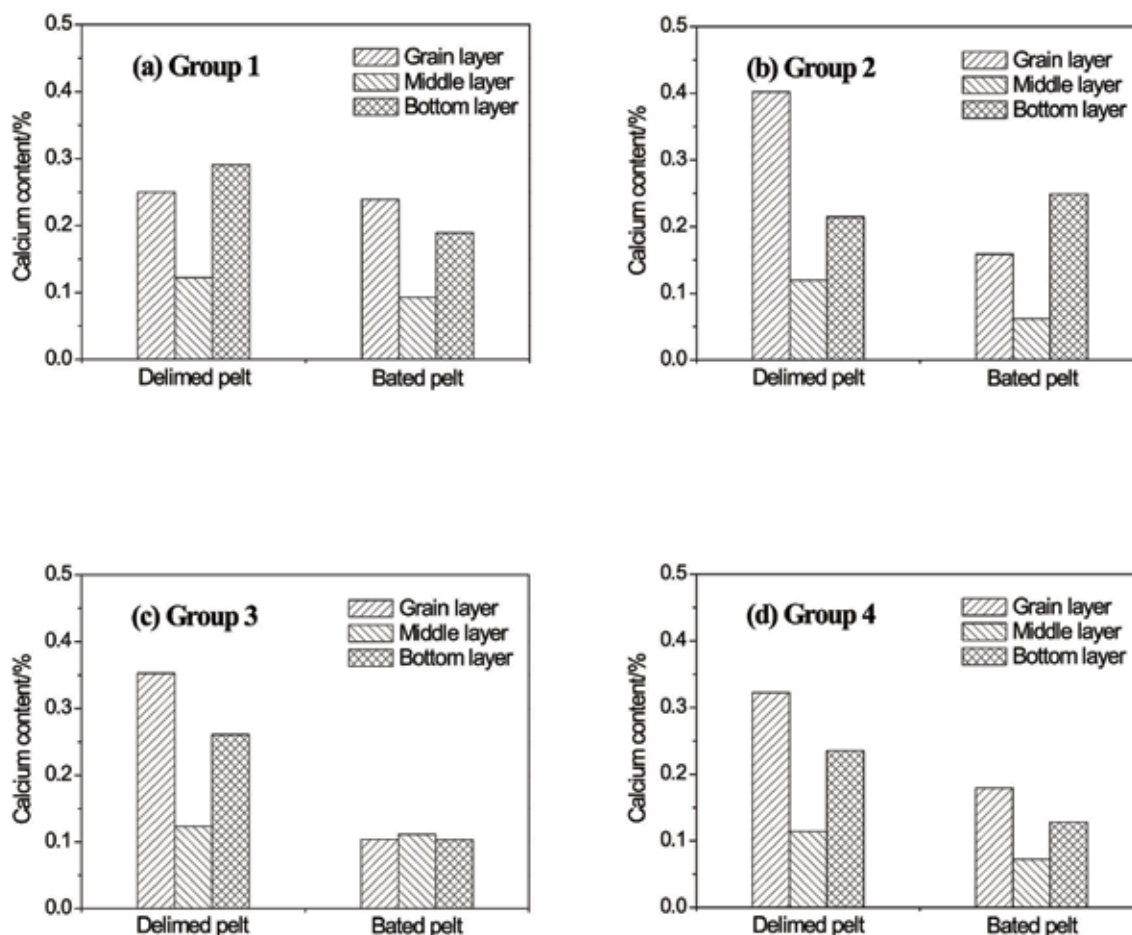 0.5
0.4
0.3
0.2
0.1
0.0
Calcium content/%
(a) Group 1
Grain layer
Middle layer
Bottom layer
Delimed pelt Bated pelt
0.5
0.4
0.3
0.2
0.1
0.0
Calcium content/%
(b) Group 2
Grain layer
Middle layer
Bottom layer
Delimed pelt Bated pelt
0.5
0.4
0.3
0.2
0.1
0.0
Calcium content/%
(c) Group 3
Grain layer
Middle layer
Bottom layer
Delimed pelt Bated pelt
0.5
0.4
0.3
0.2
0.1
0.0
Calcium content/%
(d) Group 4
Grain layer
Middle layer
Bottom layer
Delimed pelt Bated pelt